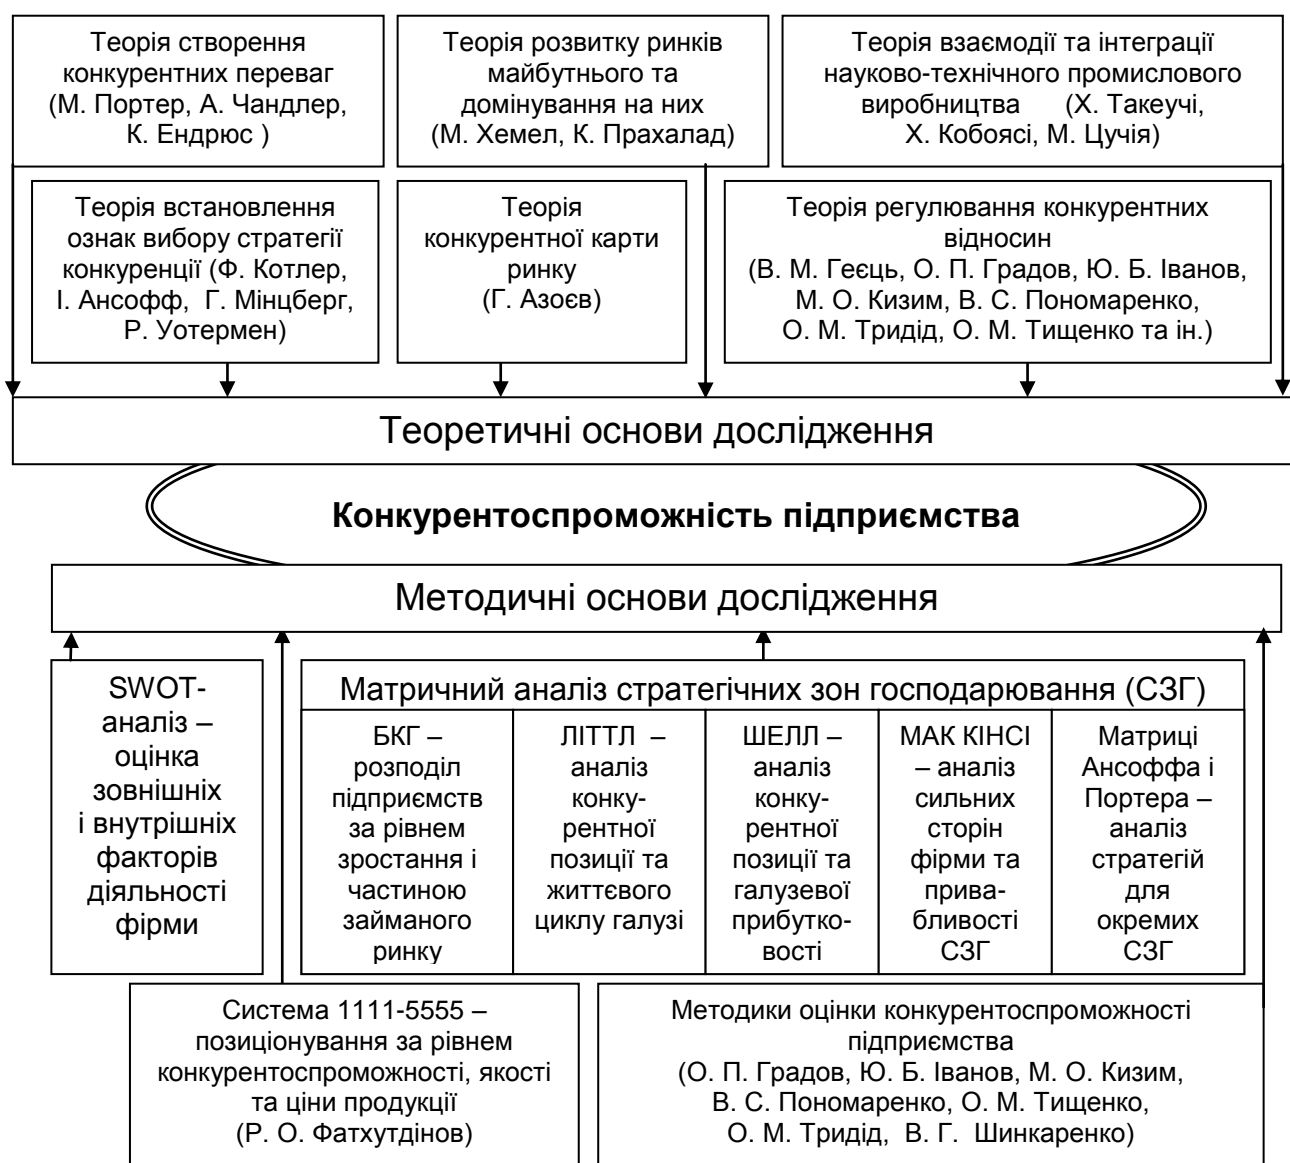 Теорія створення
конкурентних переваг
(М. Портер, А. Чандлер,
К. Ендрюс )
Теорія розвитку ринків
майбутнього та
домінування на них
(М. Хемел, К. Прахалад)
Теорія взаємодії та інтеграції
науково-технічного промислового
виробництва (Х. Такеучі,
Х. Кобоясі, М. Цучія)
Теорія встановлення
ознак вибору стратегії
конкуренції (Ф. Котлер,
І. Ансофф, Г. Мінцберг,
Р. Уотермен)
Теорія
конкурентної карти
ринку
(Г. Азоєв)
Теорія регулювання конкурентних
відносин
(В. М. Геєць, О. П. Градов, Ю. Б. Іванов,
М. О. Кизим, В. С. Пономаренко,
О. М. Тридід, О. М. Тищенко та ін.)
Теоретичні основи дослідження
Конкурентоспроможність підприємства
Методичні основи дослідження
SWOT-
аналіз –
оцінка
зовнішніх
і внутрішніх
факторів
діяльності
фірми
Матричний аналіз стратегічних зон господарювання (СЗГ)
БКГ –
розподіл
підприємств
за рівнем
зростання і
частиною
займаного
ринку
ЛІТТЛ –
аналіз
конку-
рентної
позиції та
життєвого
циклу галузі
ШЕЛЛ –
аналіз
конку-
рентної
позиції та
галузевої
прибутко-
вості
МАК КІНСІ
– аналіз
сильних
сторін
фірми та
прива-
бливості
СЗГ
Матриці
Ансоффа і
Портера –
аналіз
стратегій
для
окремих
СЗГ
Система 1111-5555 –
позиціонування за рівнем
конкурентоспроможності, якості
та ціни продукції
(Р. О. Фатхутдінов)
Методики оцінки конкурентоспроможності
підприємства
(О. П. Градов, Ю. Б. Іванов, М. О. Кизим,
В. С. Пономаренко, О. М. Тищенко,
О. М. Тридід, В. Г. Шинкаренко)